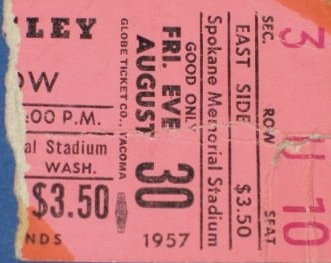 LEY
OW
:00 P.M.
al Stadium
WASH.
$3.50
NDS
1957
GLOBE TICKET CO., TACOMA
AUGUST 30
FRI. EVE
GOOD ONLY
Spokane Memorial Stadium
EAST SIDE $3.50
SEC. ROW SEAT
3 U 10